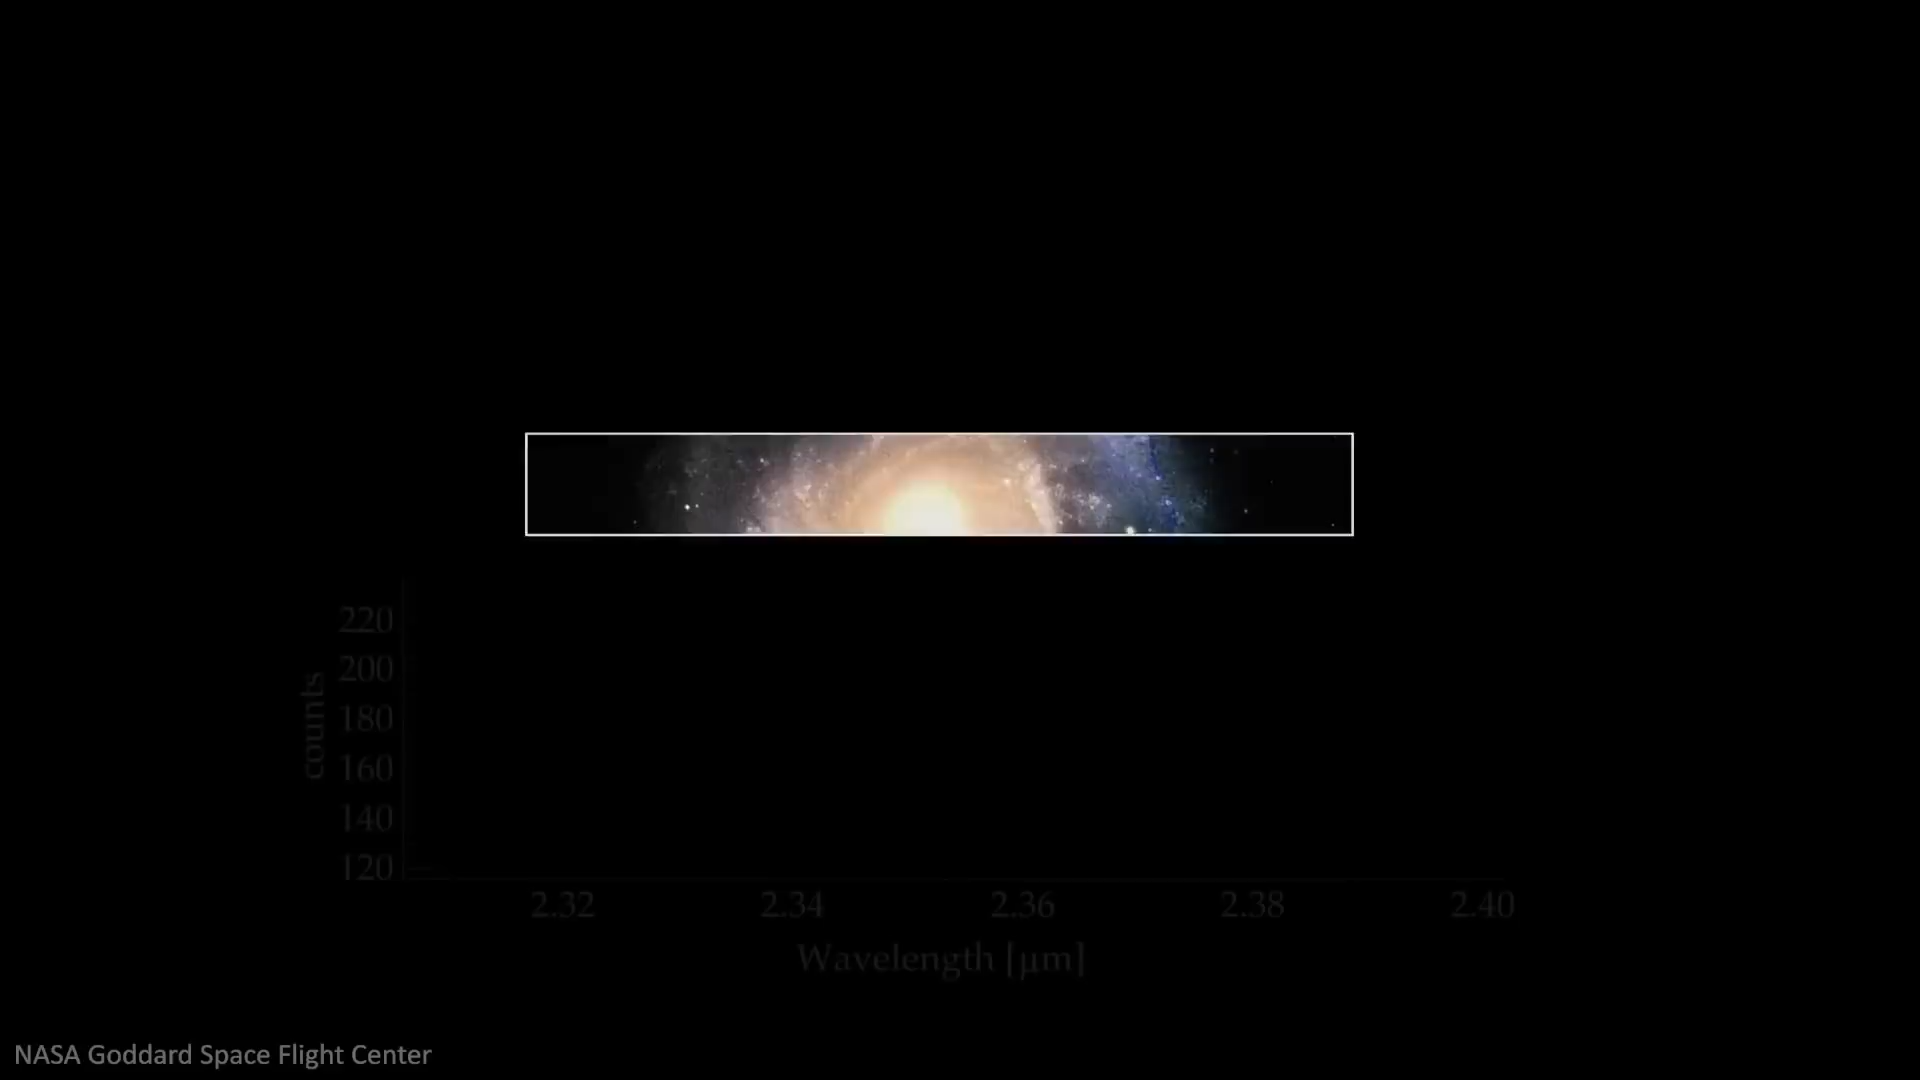 220
200
180
160
140
120
counts
2.32 2.34 2.36 2.38 2.40
Wavelength [μm]
NASA Goddard Space Flight Center